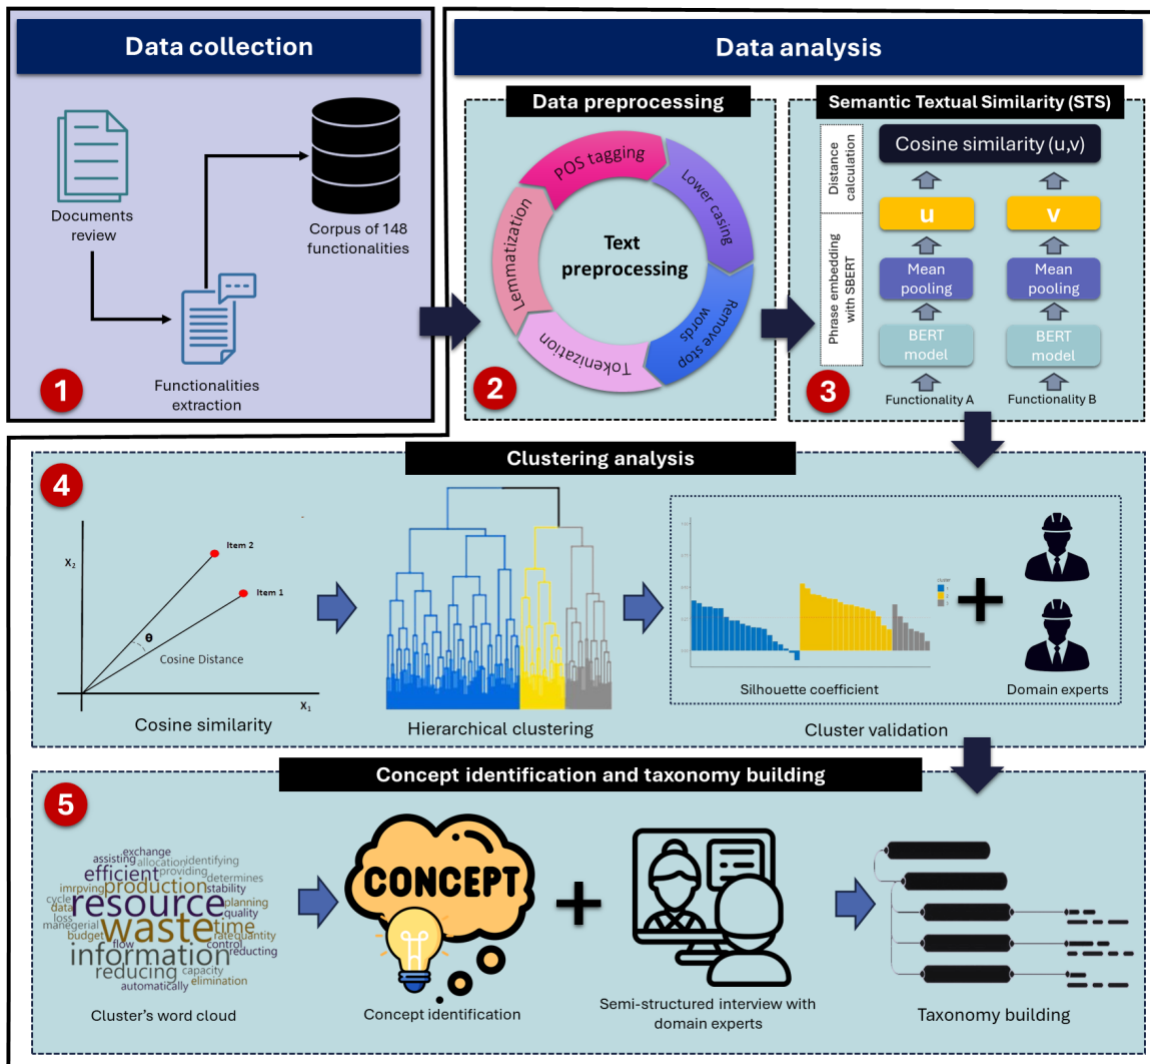 Data collection
Documents
review
Corpus of 148
functionalities
Functionalities
extraction
1
Data analysis
Data preprocessing
POS tagging
Lower casing
Remove stop
words
Tokenization
Lemmatization
Text
preprocessing
2
Semantic Textual Similarity (STS)
Distance
calculation
Phrase embedding
with SBERT
Cosine similarity (u,v)
u
v
Mean
pooling
Mean
pooling
BERT
model
BERT
model
Functionality A
Functionality B
3
Clustering analysis
4
X2
Item 2
Item 1
θ
Cosine Distance
X1
Cosine similarity
Hierarchical clustering
Silhouette coefficient
Domain experts
Cluster validation
Concept identification and taxonomy building
5
exchange
assisting
allocation
identifying
efficient
providing
determines
imrpving
production
stability
cycle
resource
planning
data
quality
loss
waste
time
manegerial
budget
flow
control
ratequantity
information
reducting
reducing
capacity
elimination
automatically
Cluster's word cloud
CONCEPT
Concept identification
Semi-structured interview with
domain experts
Taxonomy building